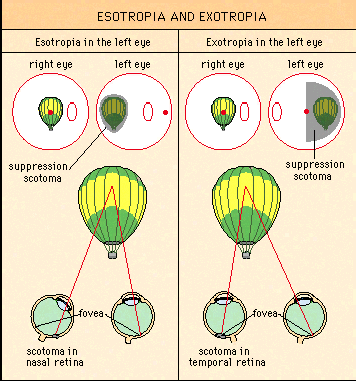 ESOTROPIA AND EXOTROPIA
Esotropia in the left eye
right eye
left eye
suppression
scotoma
fovea
scotoma in
nasal retina
Exotropia in the left eye
right eye
left eye
suppression
scotoma
fovea
scotoma in
temporal retina